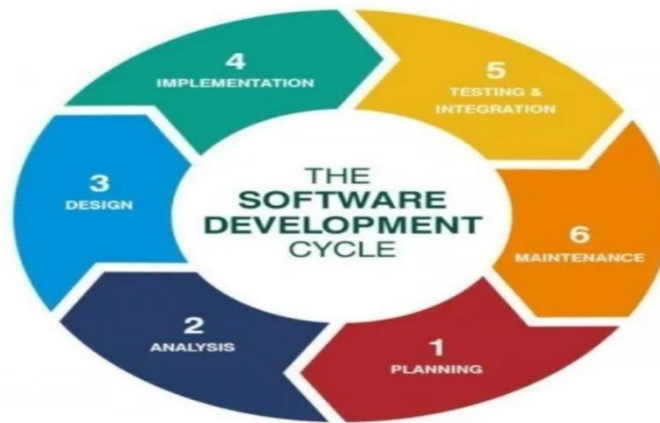 THE
SOFTWARE
DEVELOPMENT
CYCLE
1
PLANNING
2
ANALYSIS
3
DESIGN
4
IMPLEMENTATION
5
TESTING &
INTEGRATION
6
MAINTENANCE